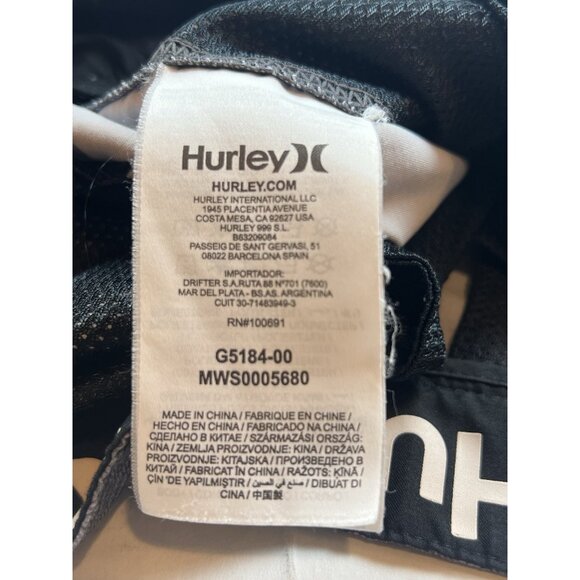 Hurley
HURLEY.COM
HURLEY INTERNATIONAL LLC
1945 PLACENTIA AVENUE
COSTA MESA, CA 92627 USA
HURLEY 999 S.L.
B63209084
PASSEIG DE SANT GERVASI, 51
08022 BARCELONA SPAIN
IMPORTADOR:
DRIFTER S.A.RUTA 88 N°701 (7600)
MAR DEL PLATA - BS.AS. ARGENTINA
CUIT 30-71483949-3
RN#100691
G5184-00
MWS0005680
MADE IN CHINA / FABRIQUE EN CHINE /
HECHO EN CHINA / FABRICADO NA CHINA /
СДЕЛАНО В КИТАЕ / SZÁRMAZÁSI ORSZÁG:
KÍNA / ZEMLJA PROIZVODNJE: KINA / DRŽAVA
PROIZVODNJE: KITAJSKA / ПРОИЗВЕДЕНО В
КИТАЙ / FABRICAT ÎN CHINA / RAŽOTS: ĶĪNĀ /
ÇİN'DE YAPILMIŞTIR / صنع في الصين / DIBUAT DI
CINA / 中国製
Hu